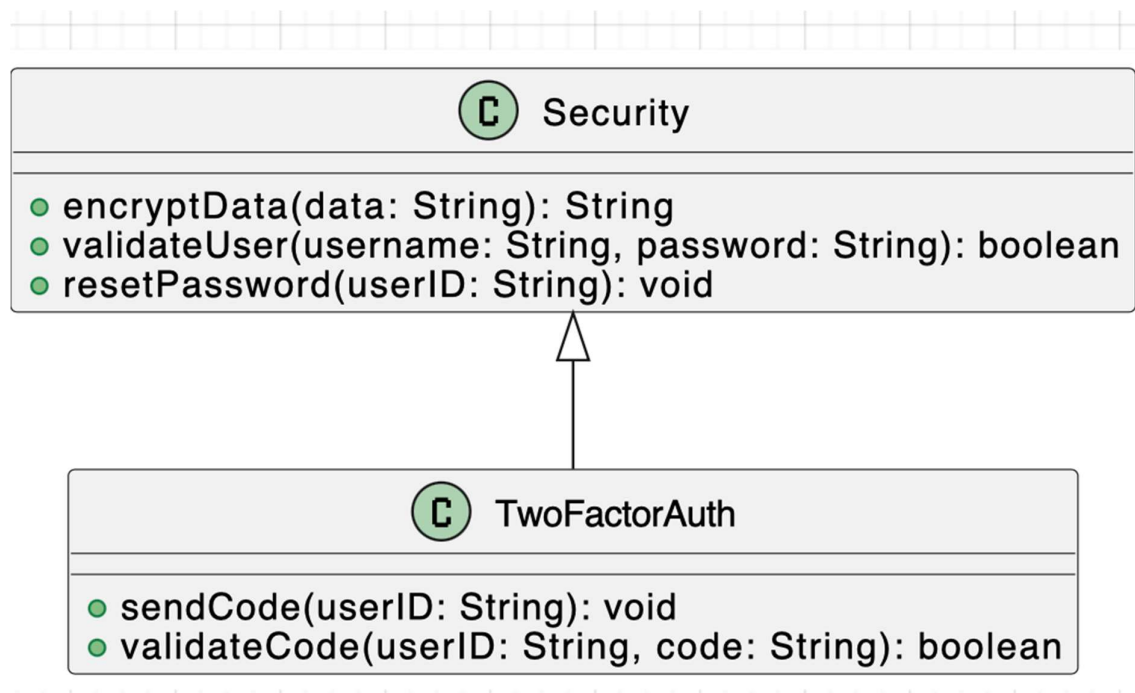 C Security
encryptData(data: String): String
validateUser(username: String, password: String): boolean
resetPassword(userID: String): void
C TwoFactorAuth
sendCode(userID: String): void
validateCode(userID: String, code: String): boolean